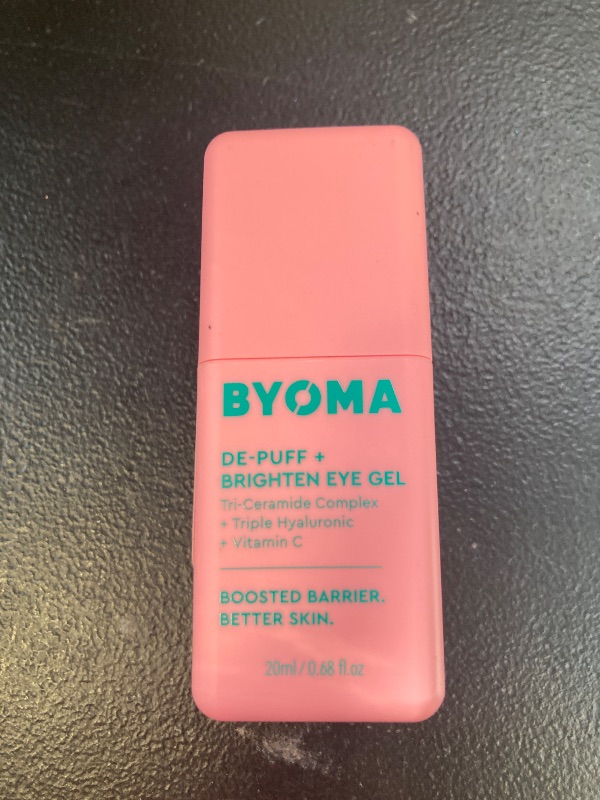 BYOMA
DE-PUFF +
BRIGHTEN EYE GEL
Tri-Ceramide Complex
+ Triple Hyaluronic
+ Vitamin C
BOOSTED BARRIER.
BETTER SKIN.
20ml / 0.68 fl.oz